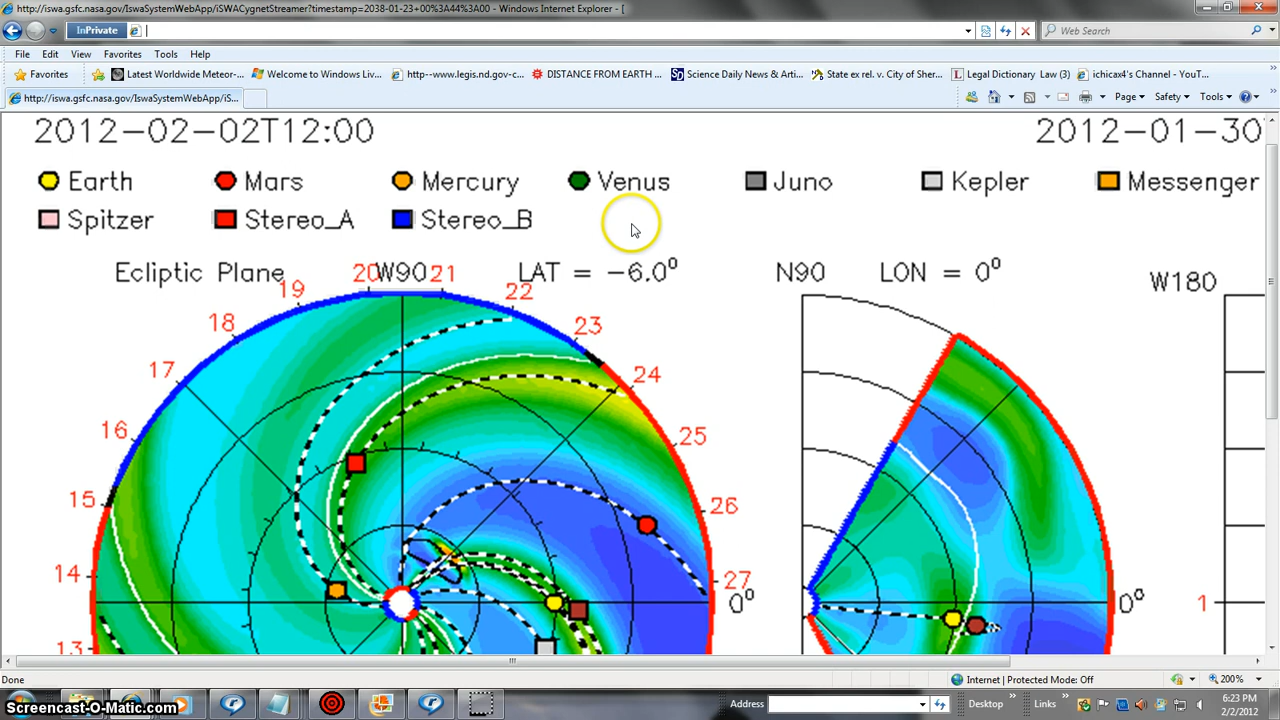 http://iswa.gsfc.nasa.gov/IswaSystemWebApp/iSWACygnetStreamer?timestamp=2038-01-23+00%3A44%3A00 - Windows Internet Explorer - [
InPrivate
Web Search
File Edit View Favorites Tools Help
Favorites Latest Worldwide Meteor-... Welcome to Windows Liv... http--www.legis.nd.gov-c... DISTANCE FROM EARTH ... Science Daily News & Arti... State ex rel. v. City of Sher... Legal Dictionary Law (3) ichicax4's Channel - YouT...
http://iswa.gsfc.nasa.gov/IswaSystemWebApp/iS...
Page Safety Tools
2012-02-02T12:00 2012-01-30
Earth Mars Mercury Venus Juno Kepler Messenger
Spitzer Stereo_A Stereo_B
Ecliptic Plane W90 LAT = -6.0° N90 LON = 0° W180
20 21
19 22
18 23
17 24
16 25
15 26
14 27 0° 0° 1
13
Done Internet | Protected Mode: Off 200%
Screencast-O-Matic.com Address Desktop Links 6:23 PM
2/2/2012